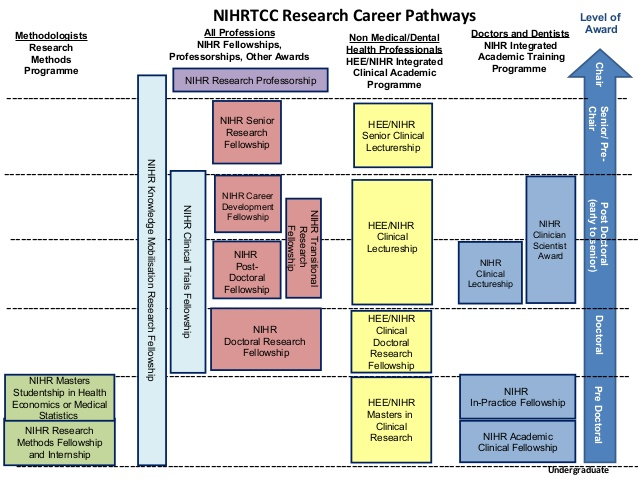 NIHRTCC Research Career Pathways
Level of
Award
Methodologists
Research
Methods
Programme
All Professions
NIHR Fellowships,
Professorships, Other Awards
Non Medical/Dental
Health Professionals
HEE/NIHR Integrated
Clinical Academic
Programme
Doctors and Dentists
NIHR Integrated
Academic Training
Programme
NIHR Research Professorship
Chair
NIHR Knowledge Mobilisation Research Fellowship
NIHR Senior
Research
Fellowship
HEE/NIHR
Senior Clinical
Lecturership
Senior/ Pre-
Chair
NIHR Clinical Trials Fellowship
NIHR Career
Development
Fellowship
NIHR Transitional
Research
Fellowship
HEE/NIHR
Clinical
Lectureship
NIHR
Clinician
Scientist
Award
Post Doctoral
(early to senior)
NIHR
Post-
Doctoral
Fellowship
NIHR
Clinical
Lectureship
NIHR
Doctoral Research
Fellowship
HEE/NIHR
Clinical
Doctoral
Research
Fellowship
Doctoral
NIHR Masters
Studentship in Health
Economics or Medical
Statistics
HEE/NIHR
Masters in
Clinical
Research
NIHR
In-Practice Fellowship
Pre Doctoral
NIHR Research
Methods Fellowship
and Internship
NIHR Academic
Clinical Fellowship
Undergraduate